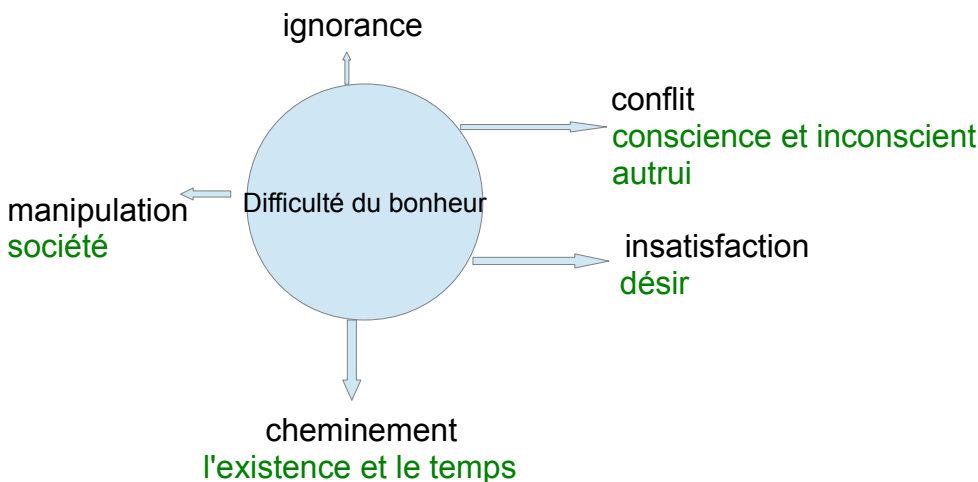 ignorance
conflit
conscience et inconscient
autrui
Difficulté du bonheur
manipulation
société
insatisfaction
désir
cheminement
l'existence et le temps